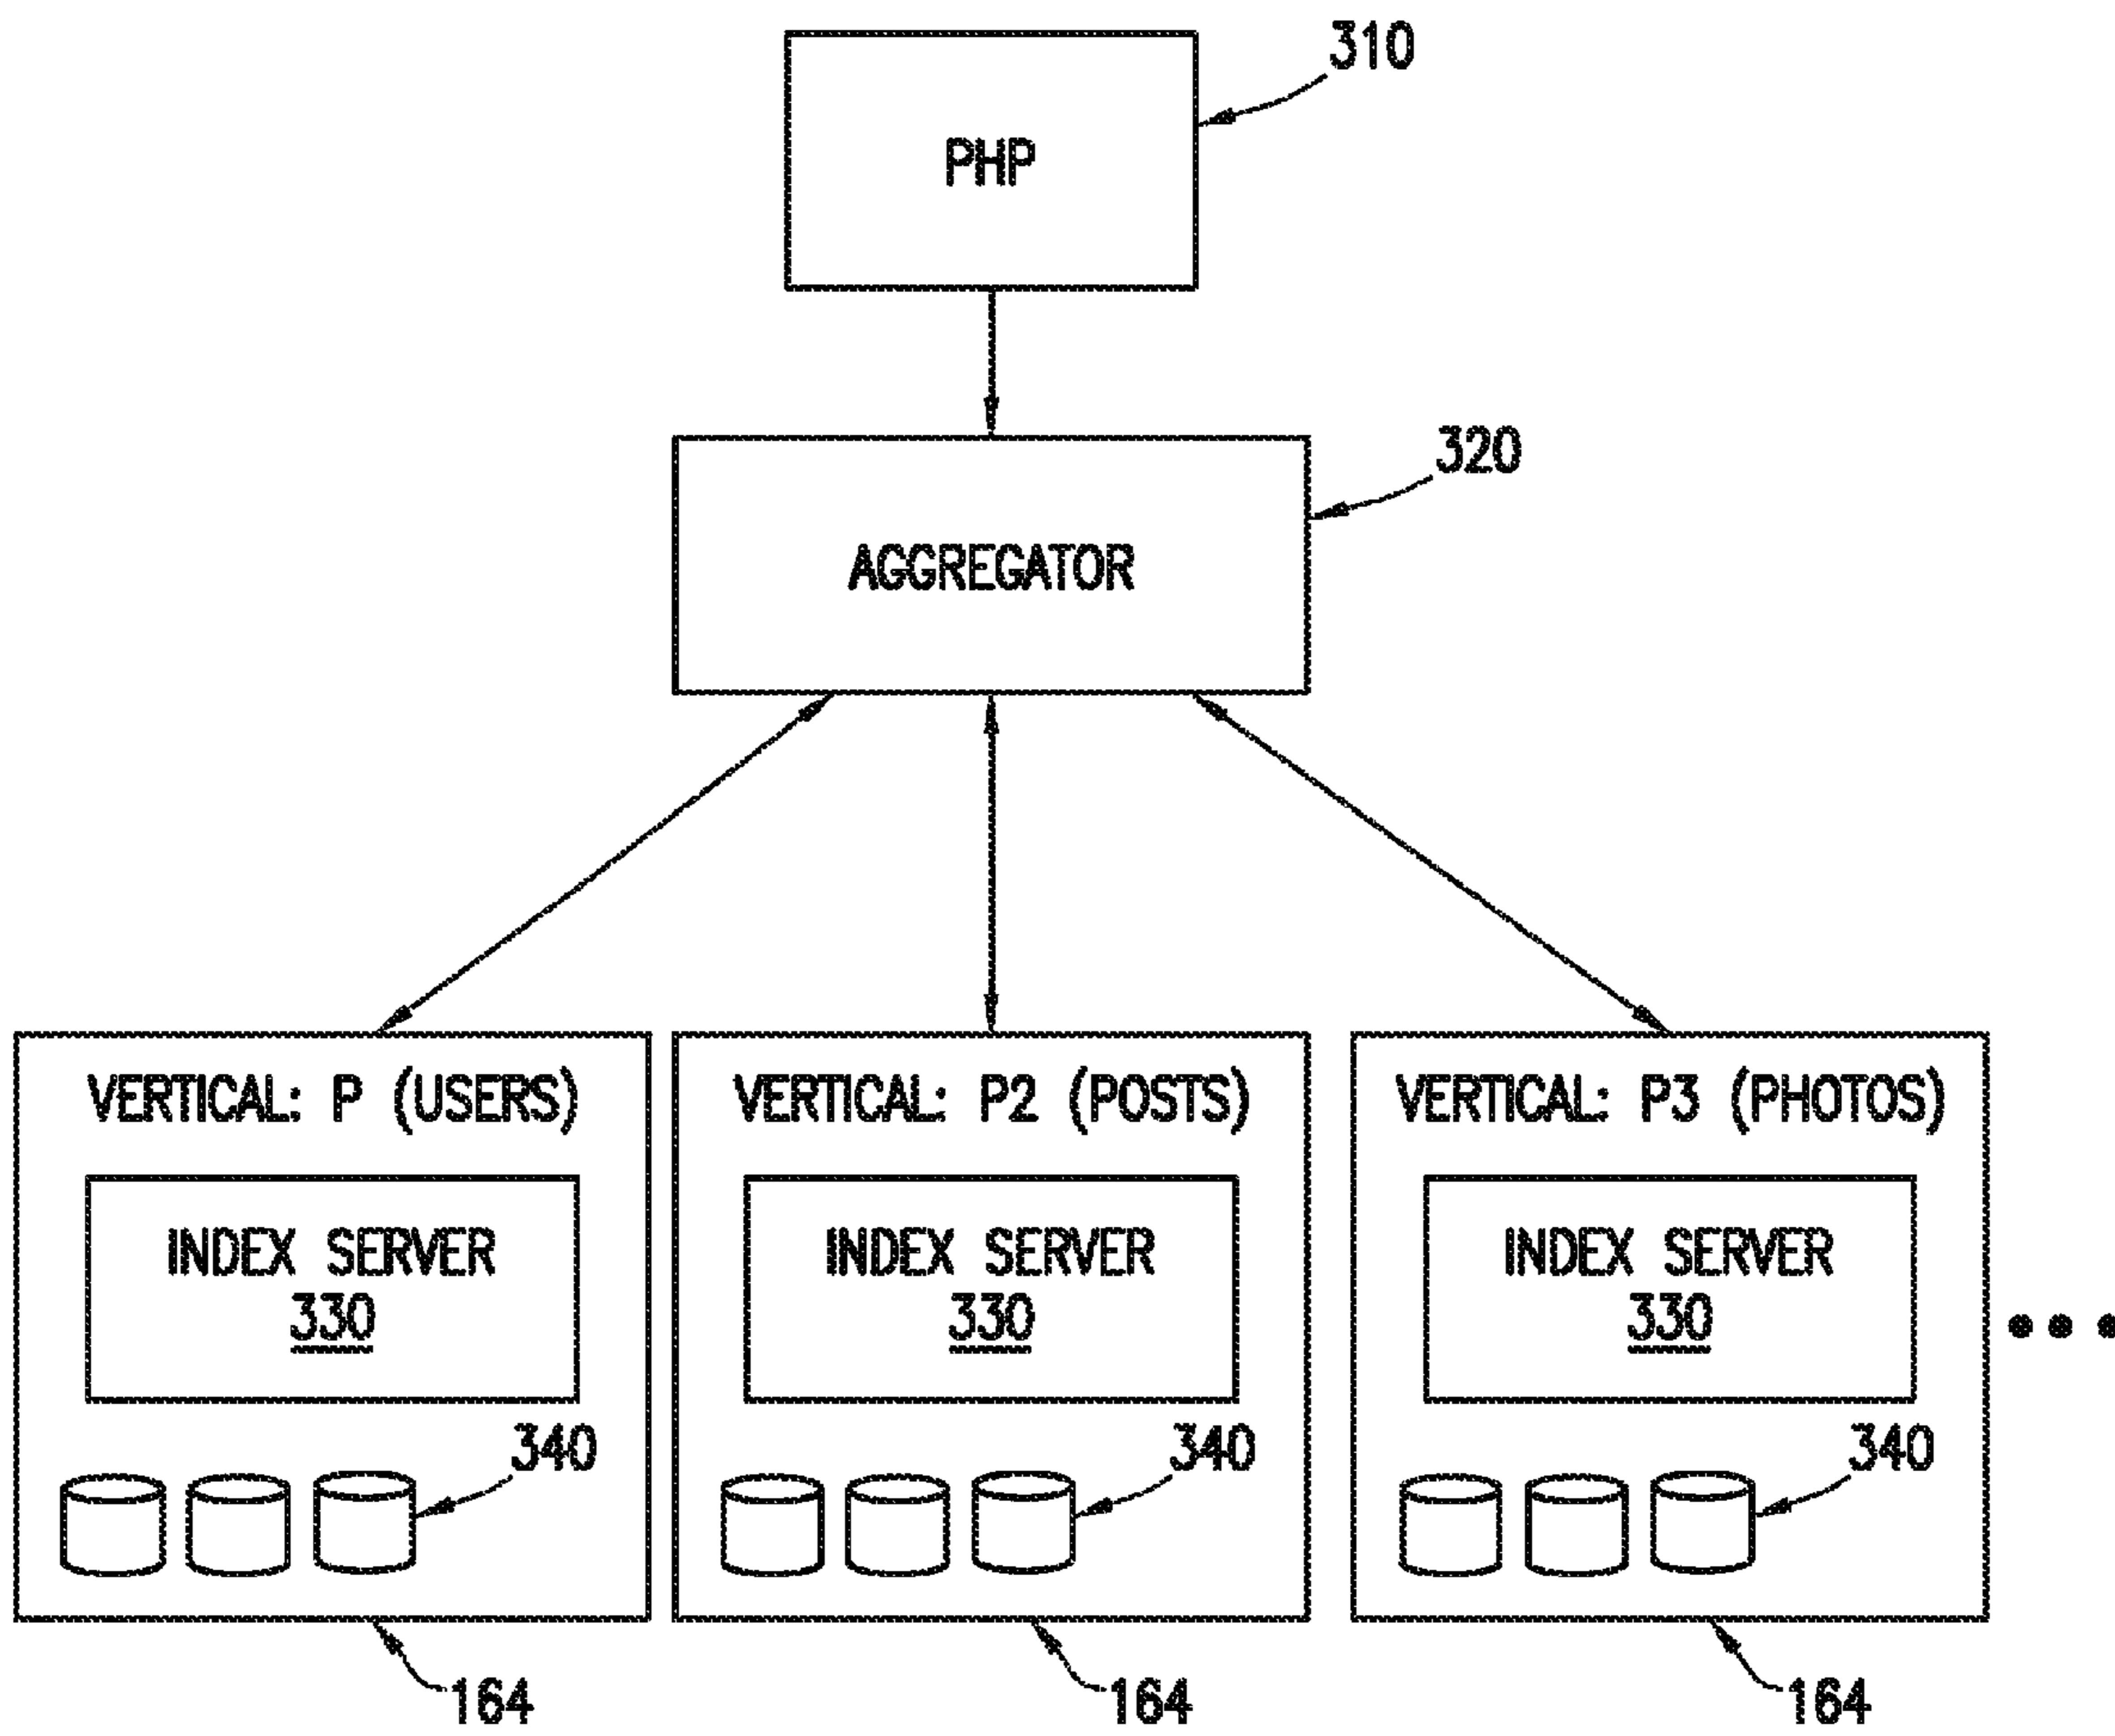 310
PHP
320
AGGREGATOR
VERTICAL: P (USERS)
INDEX SERVER
330
340
164
VERTICAL: P2 (POSTS)
INDEX SERVER
330
340
164
VERTICAL: P3 (PHOTOS)
INDEX SERVER
330
340
164